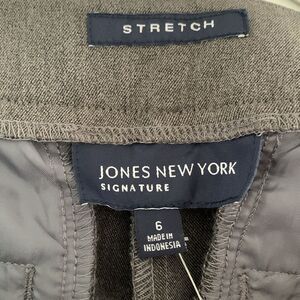 STRETCH
JONES NEW YORK
SIGNATURE
6
MADE IN
INDONESIA